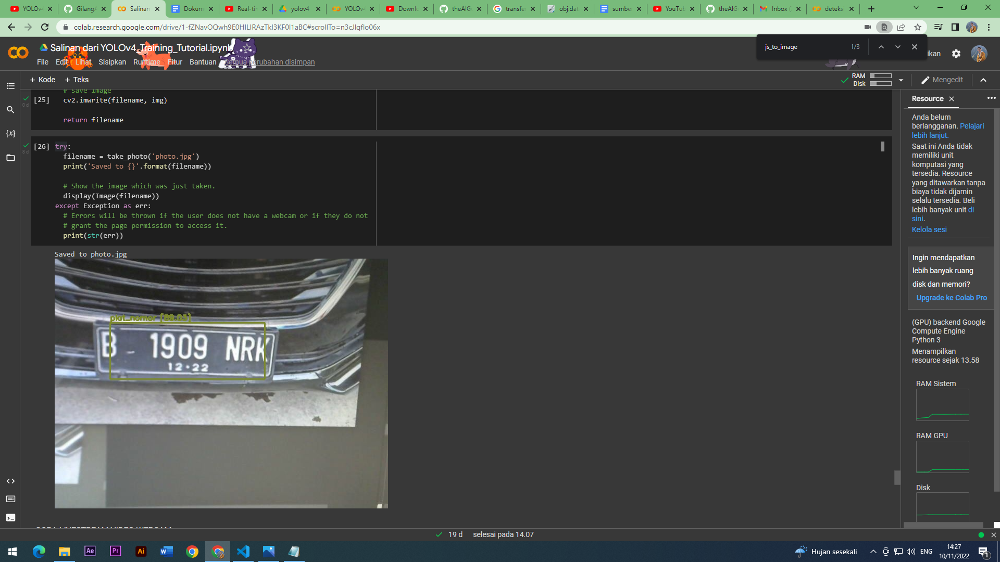 YOLOv
GilangA
Salinan
Dokum
Real-tir
yolov4
YOLOv
Downlo
theAIGu
transfer
obj.dat
sumbe
YouTub
theAIG
Inbox (
deteks
colab.research.google.com/drive/1-fZNavOQwh9E0HILIRAzTkI3KF0I1aBC#scrollTo=n3cJlqflo06x
Salinan dari YOLOv4_Training_Tutorial.ipynb
js_to_image 1/3
File Edit Lihat Sisipkan Runtime Fitur Bantuan Semua perubahan disimpan
+ Kode + Teks
RAM
Disk
Mengedit
# save image
[25] cv2.imwrite(filename, img)
return filename
[26] try:
filename = take_photo('photo.jpg')
print('Saved to {}'.format(filename))
# Show the image which was just taken.
display(Image(filename))
except Exception as err:
# Errors will be thrown if the user does not have a webcam or if they do not
# grant the page permission to access it.
print(str(err))
Saved to photo.jpg
plat_nomor
B 1909 NRK
12·22
Resource
Anda belum
berlangganan. Pelajari
lebih lanjut.
Saat ini Anda tidak
memiliki unit
komputasi yang
tersedia. Resource
yang ditawarkan tanpa
biaya tidak dijamin
selalu tersedia. Beli
lebih banyak unit di
sini.
Kelola sesi
Ingin mendapatkan
lebih banyak ruang
disk dan memori?
Upgrade ke Colab Pro
(GPU) backend Google
Compute Engine
Python 3
Menampilkan
resource sejak 13.58
RAM Sistem
RAM GPU
Disk
19 d selesai pada 14.07
Hujan sesekali
ENG
14:27
10/11/2022